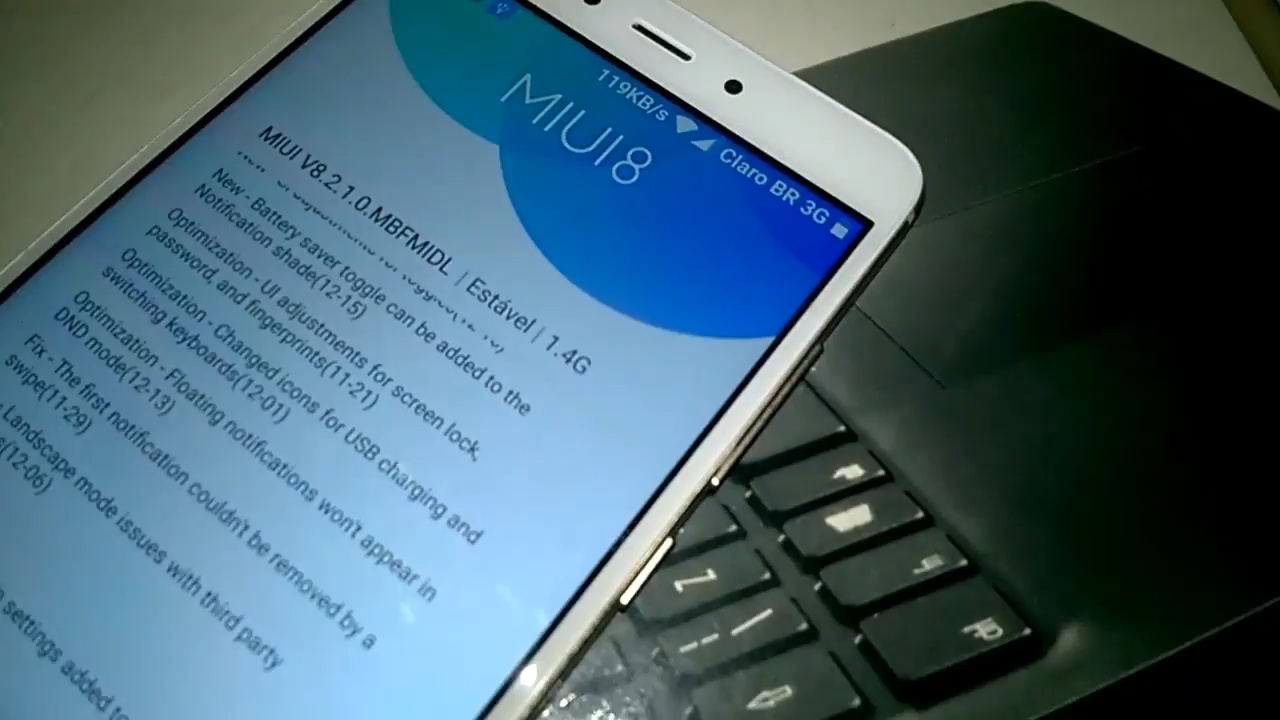 119KB/s Claro BR 3G
MIUI8
MIUI V8.2.1.0.MBFMIDL | Estável | 1.4G
New - Battery saver toggle can be added to the
Notification shade(12-15)
Optimization - UI adjustments for screen lock,
password, and fingerprints(11-21)
Optimization - Changed icons for USB charging and
switching keyboards(12-01)
Optimization - Floating notifications won't appear in
DND mode(12-13)
Fix - The first notification couldn't be removed by a
swipe(11-29)
Landscape mode issues with third party
(12-06)
settings added to
Z